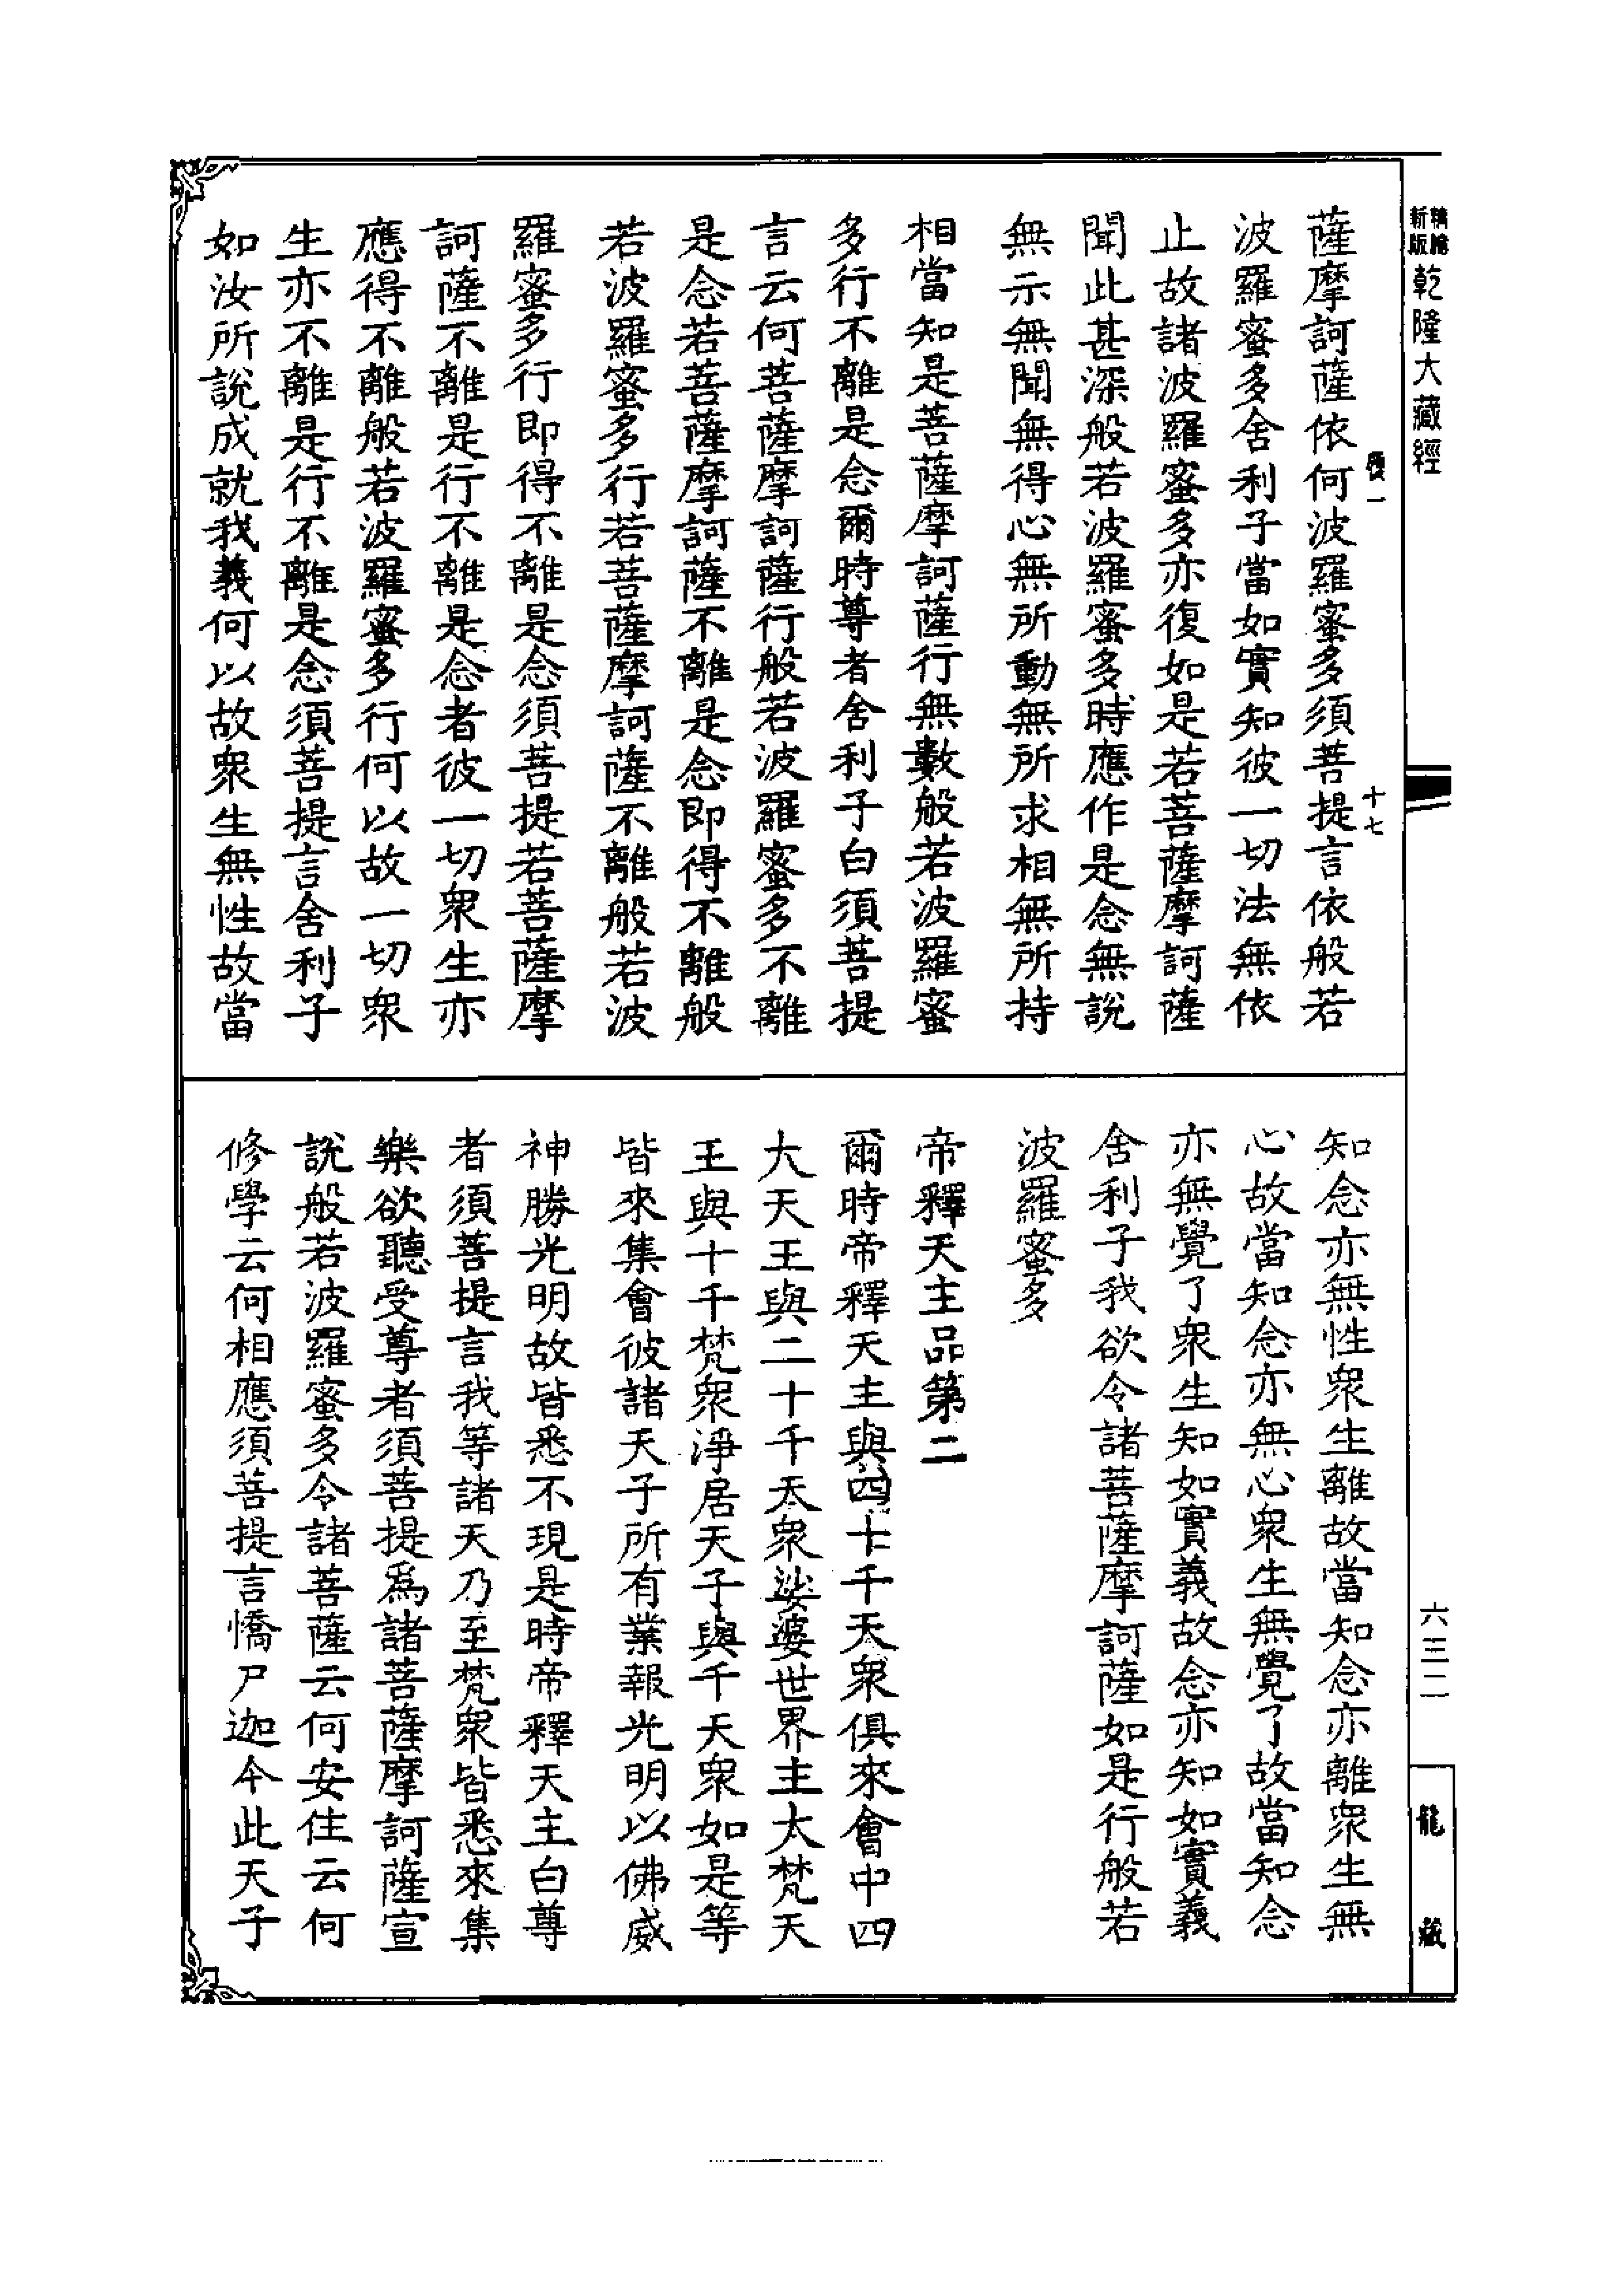 新版
乾隆大藏經
十七
薩摩訶薩依何波羅蜜多須菩提言依般若
波羅蜜多舍利子當如實知彼一切法無依
止故諸波羅蜜多亦復如是若菩薩摩訶薩
聞此甚深般若波羅蜜多時應作是念無說
無示無聞無得心無所動無所求相無所持
相當知是菩薩摩訶薩行無數般若波羅蜜
多行不離是念爾時尊者舍利子白須菩提
言云何菩薩摩訶薩行般若波羅蜜多不離
是念若菩薩摩訶薩不離是念即得不離般
若波羅蜜多行若菩薩摩訶薩不離般若波
羅蜜多行即得不離是念須菩提若菩薩摩
訶薩不離是行不離是念者彼一切眾生亦
應得不離般若波羅蜜多行何以故一切眾
生亦不離是行不離是念須菩提言舍利子
如汝所說成就我義何以故眾生無性故當
知念亦無性眾生離故當知念亦離眾生無
心故當知念亦無心眾生無覺了故當知念
亦無覺了眾生知如實義故念亦知如實義
舍利子我欲令諸菩薩摩訶薩如是行般若
波羅蜜多
帝釋天主品第二
爾時帝釋天主與四十千天眾俱來會中四
大天王與二十千天眾娑婆世界主大梵天
王與十千梵眾淨居天子與千天眾如是等
皆來集會彼諸天子所有業報光明以佛威
神勝光明故皆悉不現是時帝釋天主白尊
者須菩提言我等諸天乃至梵眾皆悉來集
樂欲聽受尊者須菩提爲諸菩薩摩訶薩宣
說般若波羅蜜多令諸菩薩云何安住云何
修學云何相應須菩提言憍尸迦今此天子
六三二
龍藏